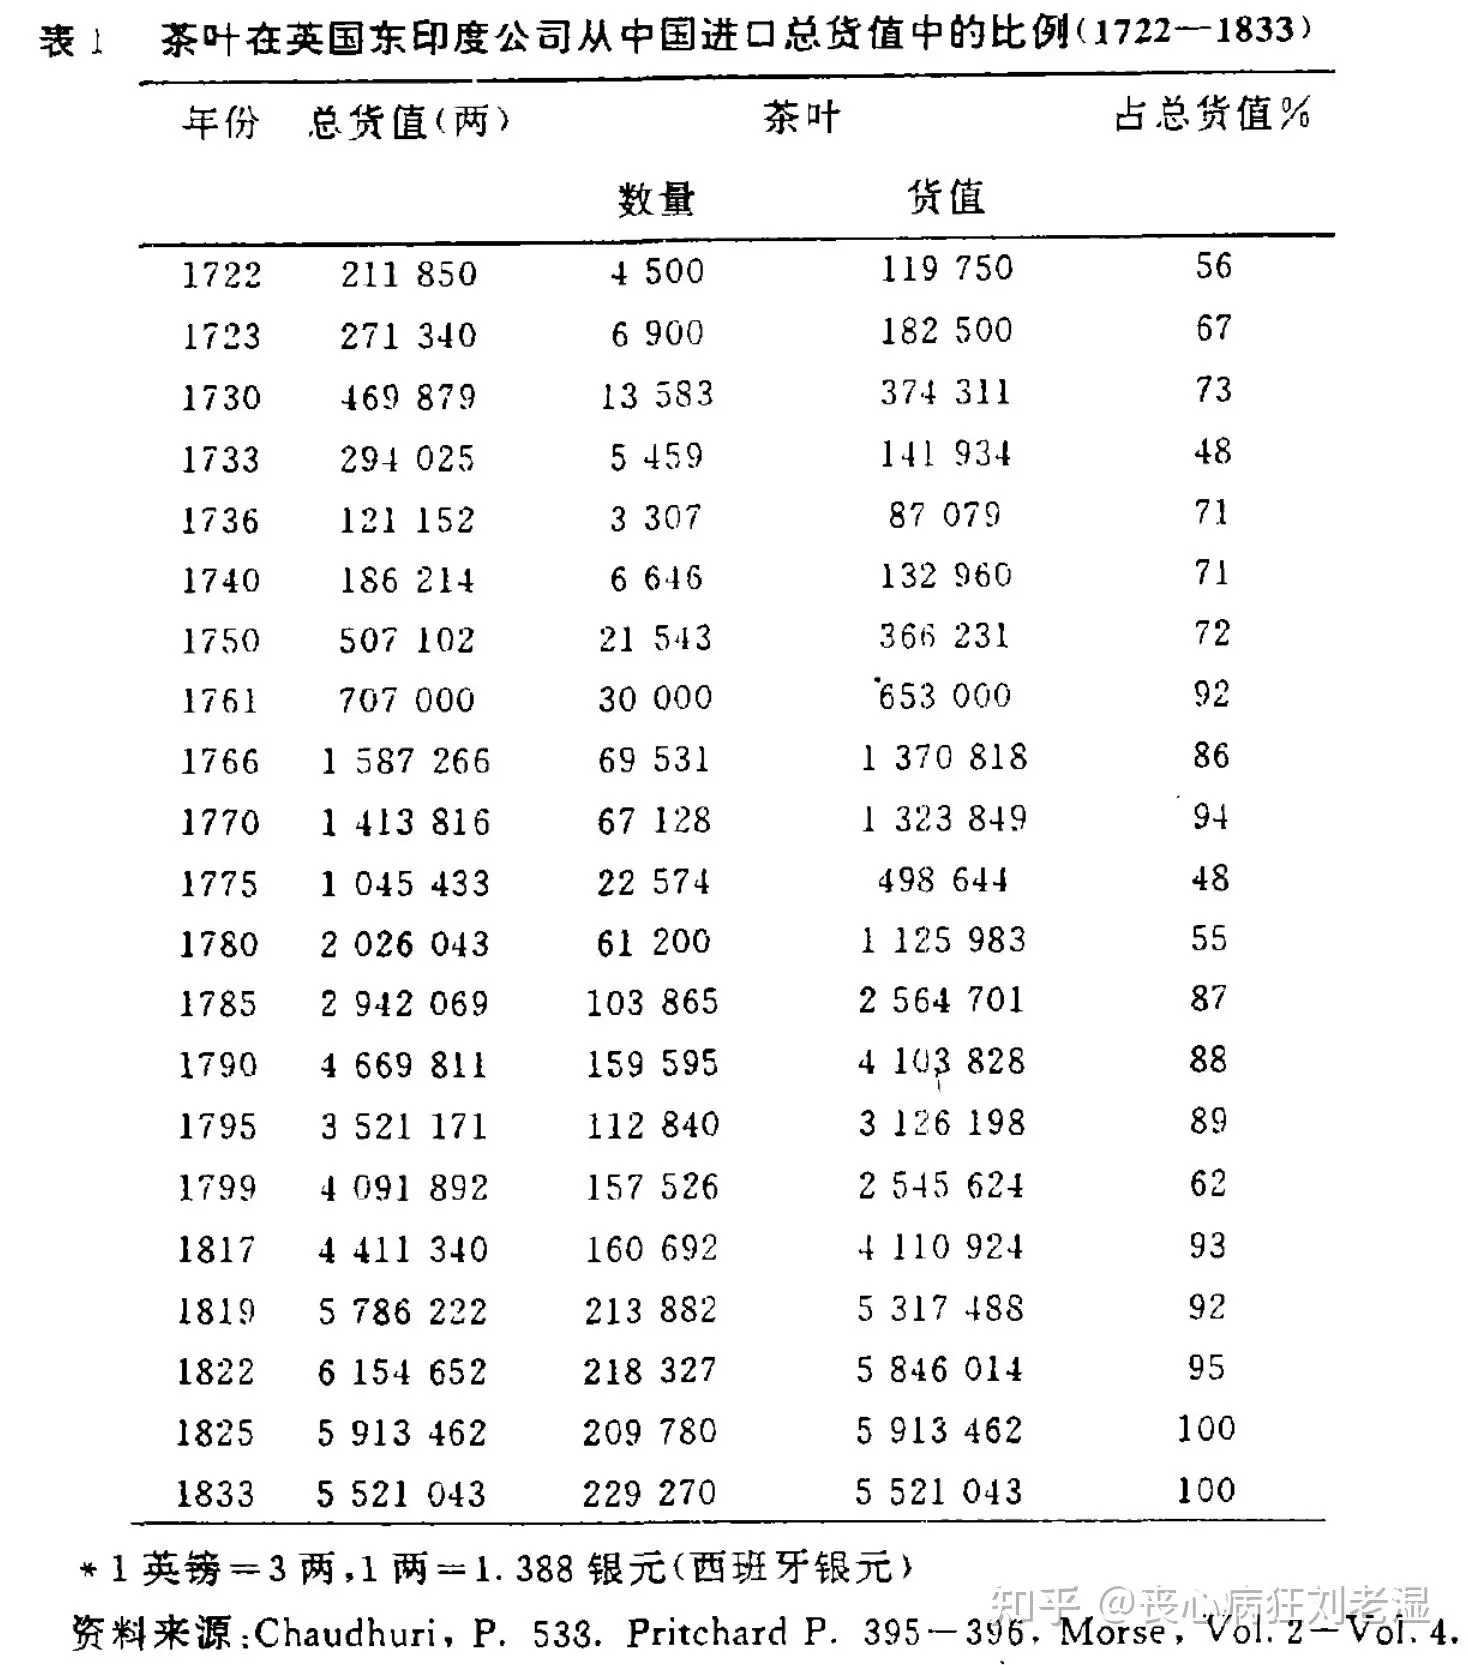 表1 茶叶在英国东印度公司从中国进口总货值中的比例(1722—1833)
年份 总货值(两) 茶叶 占总货值%
数量 货值
1722 211 850 4 500 119 750 56
1723 271 340 6 900 182 500 67
1730 469 879 13 583 374 311 73
1733 294 025 5 459 141 934 48
1736 121 152 3 307 87 079 71
1740 186 214 6 646 132 960 71
1750 507 102 21 543 366 231 72
1761 707 000 30 000 653 000 92
1766 1 587 266 69 531 1 370 818 86
1770 1 413 816 67 128 1 323 849 94
1775 1 045 433 22 574 498 644 48
1780 2 026 043 61 200 1 125 983 55
1785 2 942 069 103 865 2 564 701 87
1790 4 669 811 159 595 4 103 828 88
1795 3 521 171 112 840 3 126 198 89
1799 4 091 892 157 526 2 545 624 62
1817 4 411 340 160 692 4 110 924 93
1819 5 786 222 213 882 5 317 488 92
1822 6 154 652 218 327 5 846 014 95
1825 5 913 462 209 780 5 913 462 100
1833 5 521 043 229 270 5 521 043 100
*1英镑=3两,1两=1.388银元(西班牙银元)
知乎 @丧心病狂刘老湿
资料来源:Chaudhuri, P. 533. Pritchard P. 395-396. Morse, Vol. 2-Vol. 4.